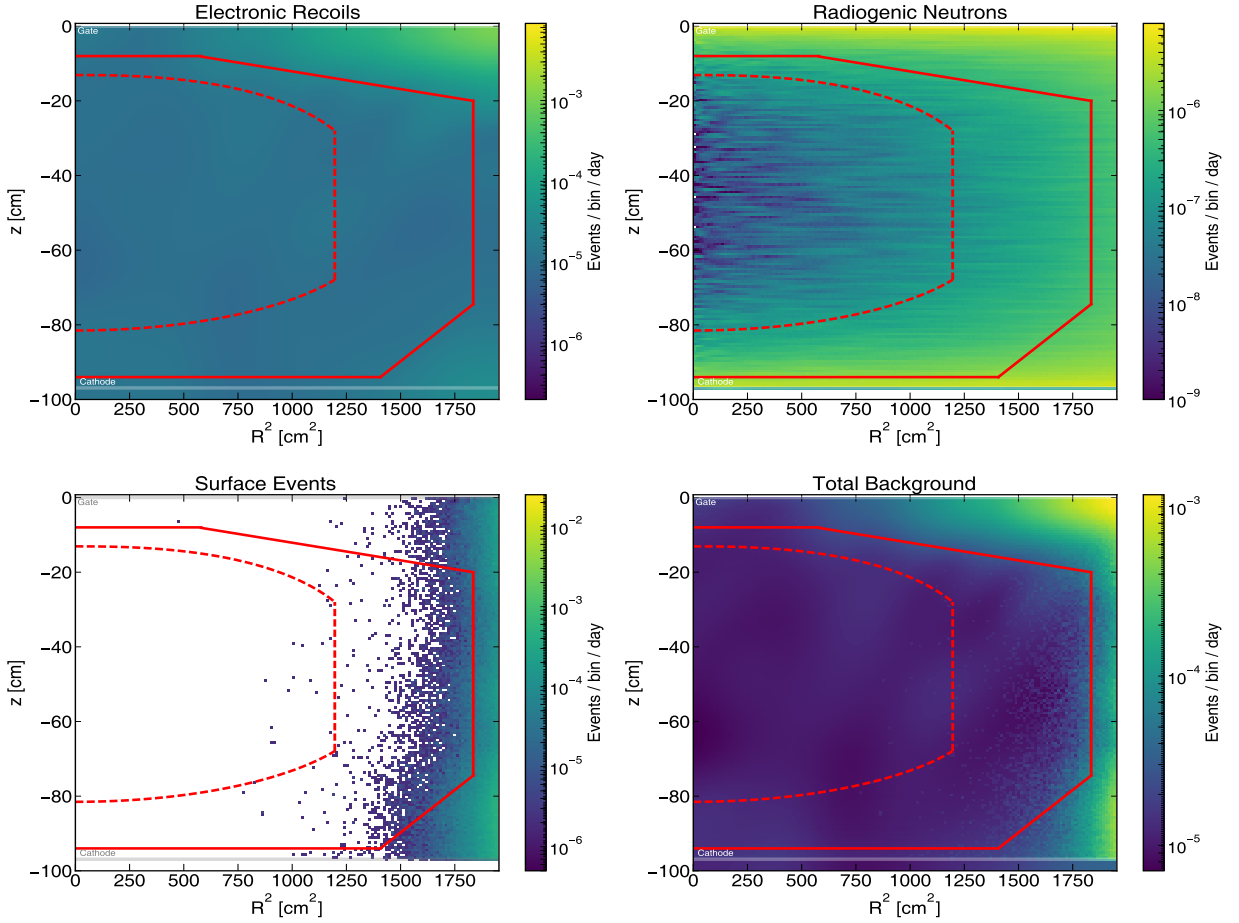 Electronic Recoils
Gate
0
−20
−40
−60
−80
−100
z [cm]
Cathode
0 250 500 750 1000 1250 1500 1750
R² [cm²]
10⁻³
10⁻⁴
10⁻⁵
10⁻⁶
Events / bin / day
Radiogenic Neutrons
Gate
0
−20
−40
−60
−80
−100
z [cm]
Cathode
0 250 500 750 1000 1250 1500 1750
R² [cm²]
10⁻⁶
10⁻⁷
10⁻⁸
10⁻⁹
Events / bin / day
Surface Events
Gate
0
−20
−40
−60
−80
−100
z [cm]
Cathode
0 250 500 750 1000 1250 1500 1750
R² [cm²]
10⁻²
10⁻³
10⁻⁴
10⁻⁵
10⁻⁶
Events / bin / day
Total Background
Gate
0
−20
−40
−60
−80
−100
z [cm]
Cathode
0 250 500 750 1000 1250 1500 1750
R² [cm²]
10⁻³
10⁻⁴
10⁻⁵
Events / bin / day